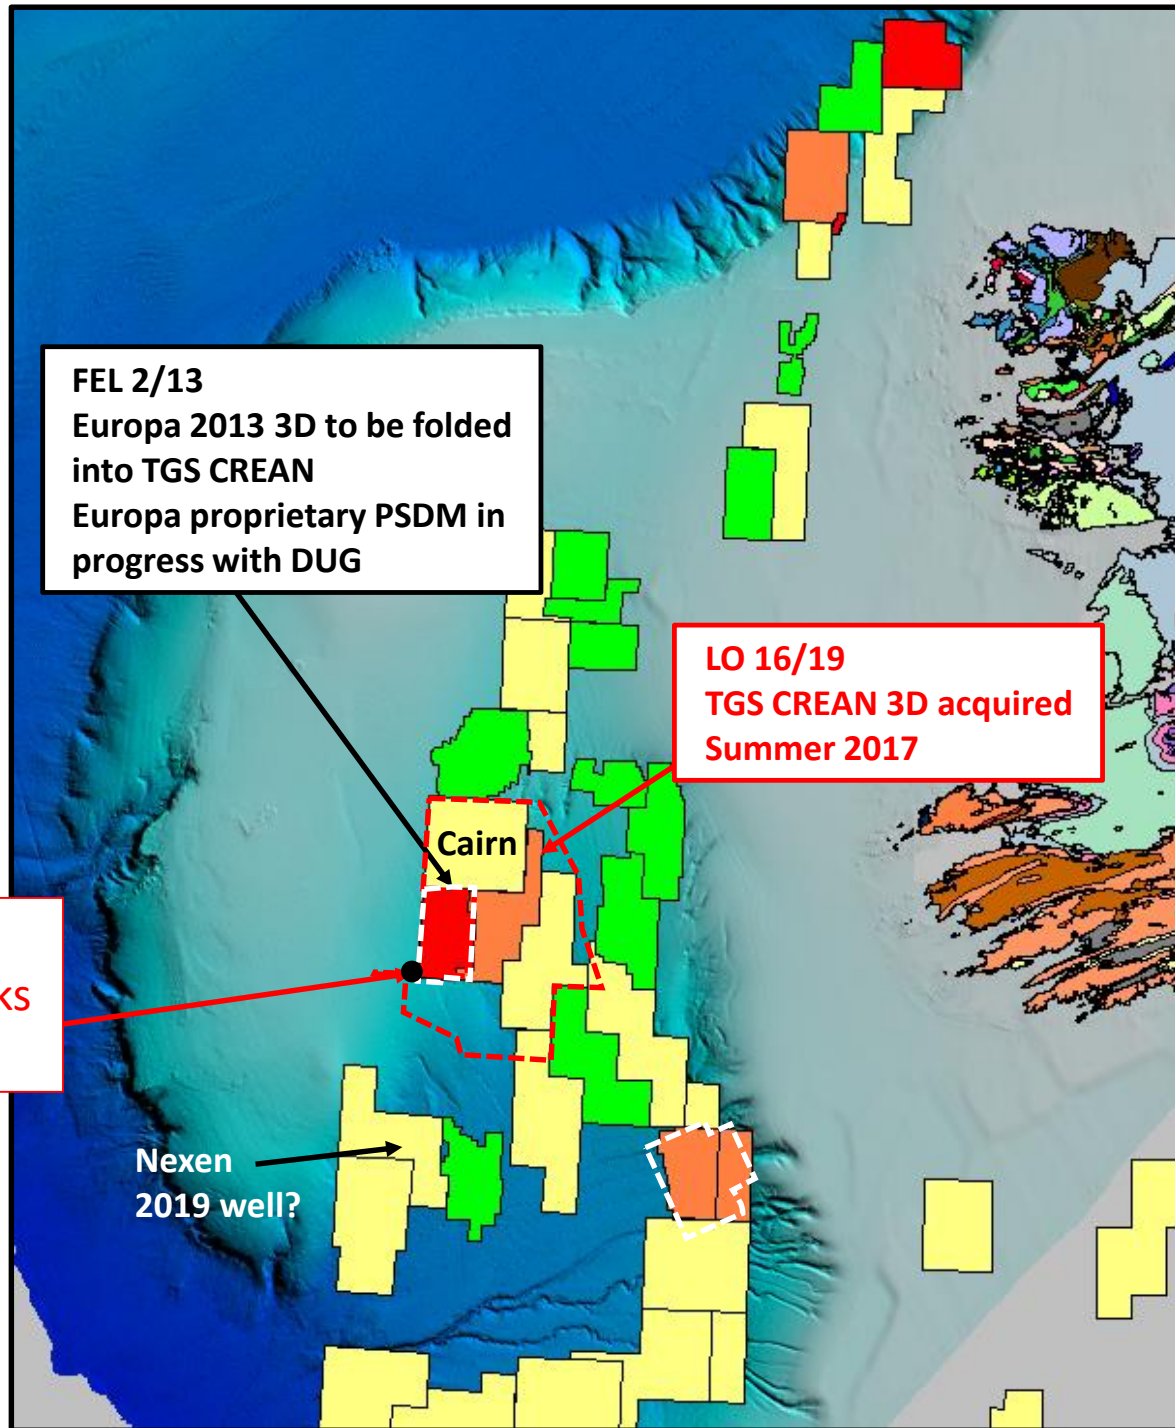 FEL 2/13
Europa 2013 3D to be folded
into TGS CREAN
Europa proprietary PSDM in
progress with DUG
LO 16/19
TGS CREAN 3D acquired
Summer 2017
Cairn
Nexen
2019 well?